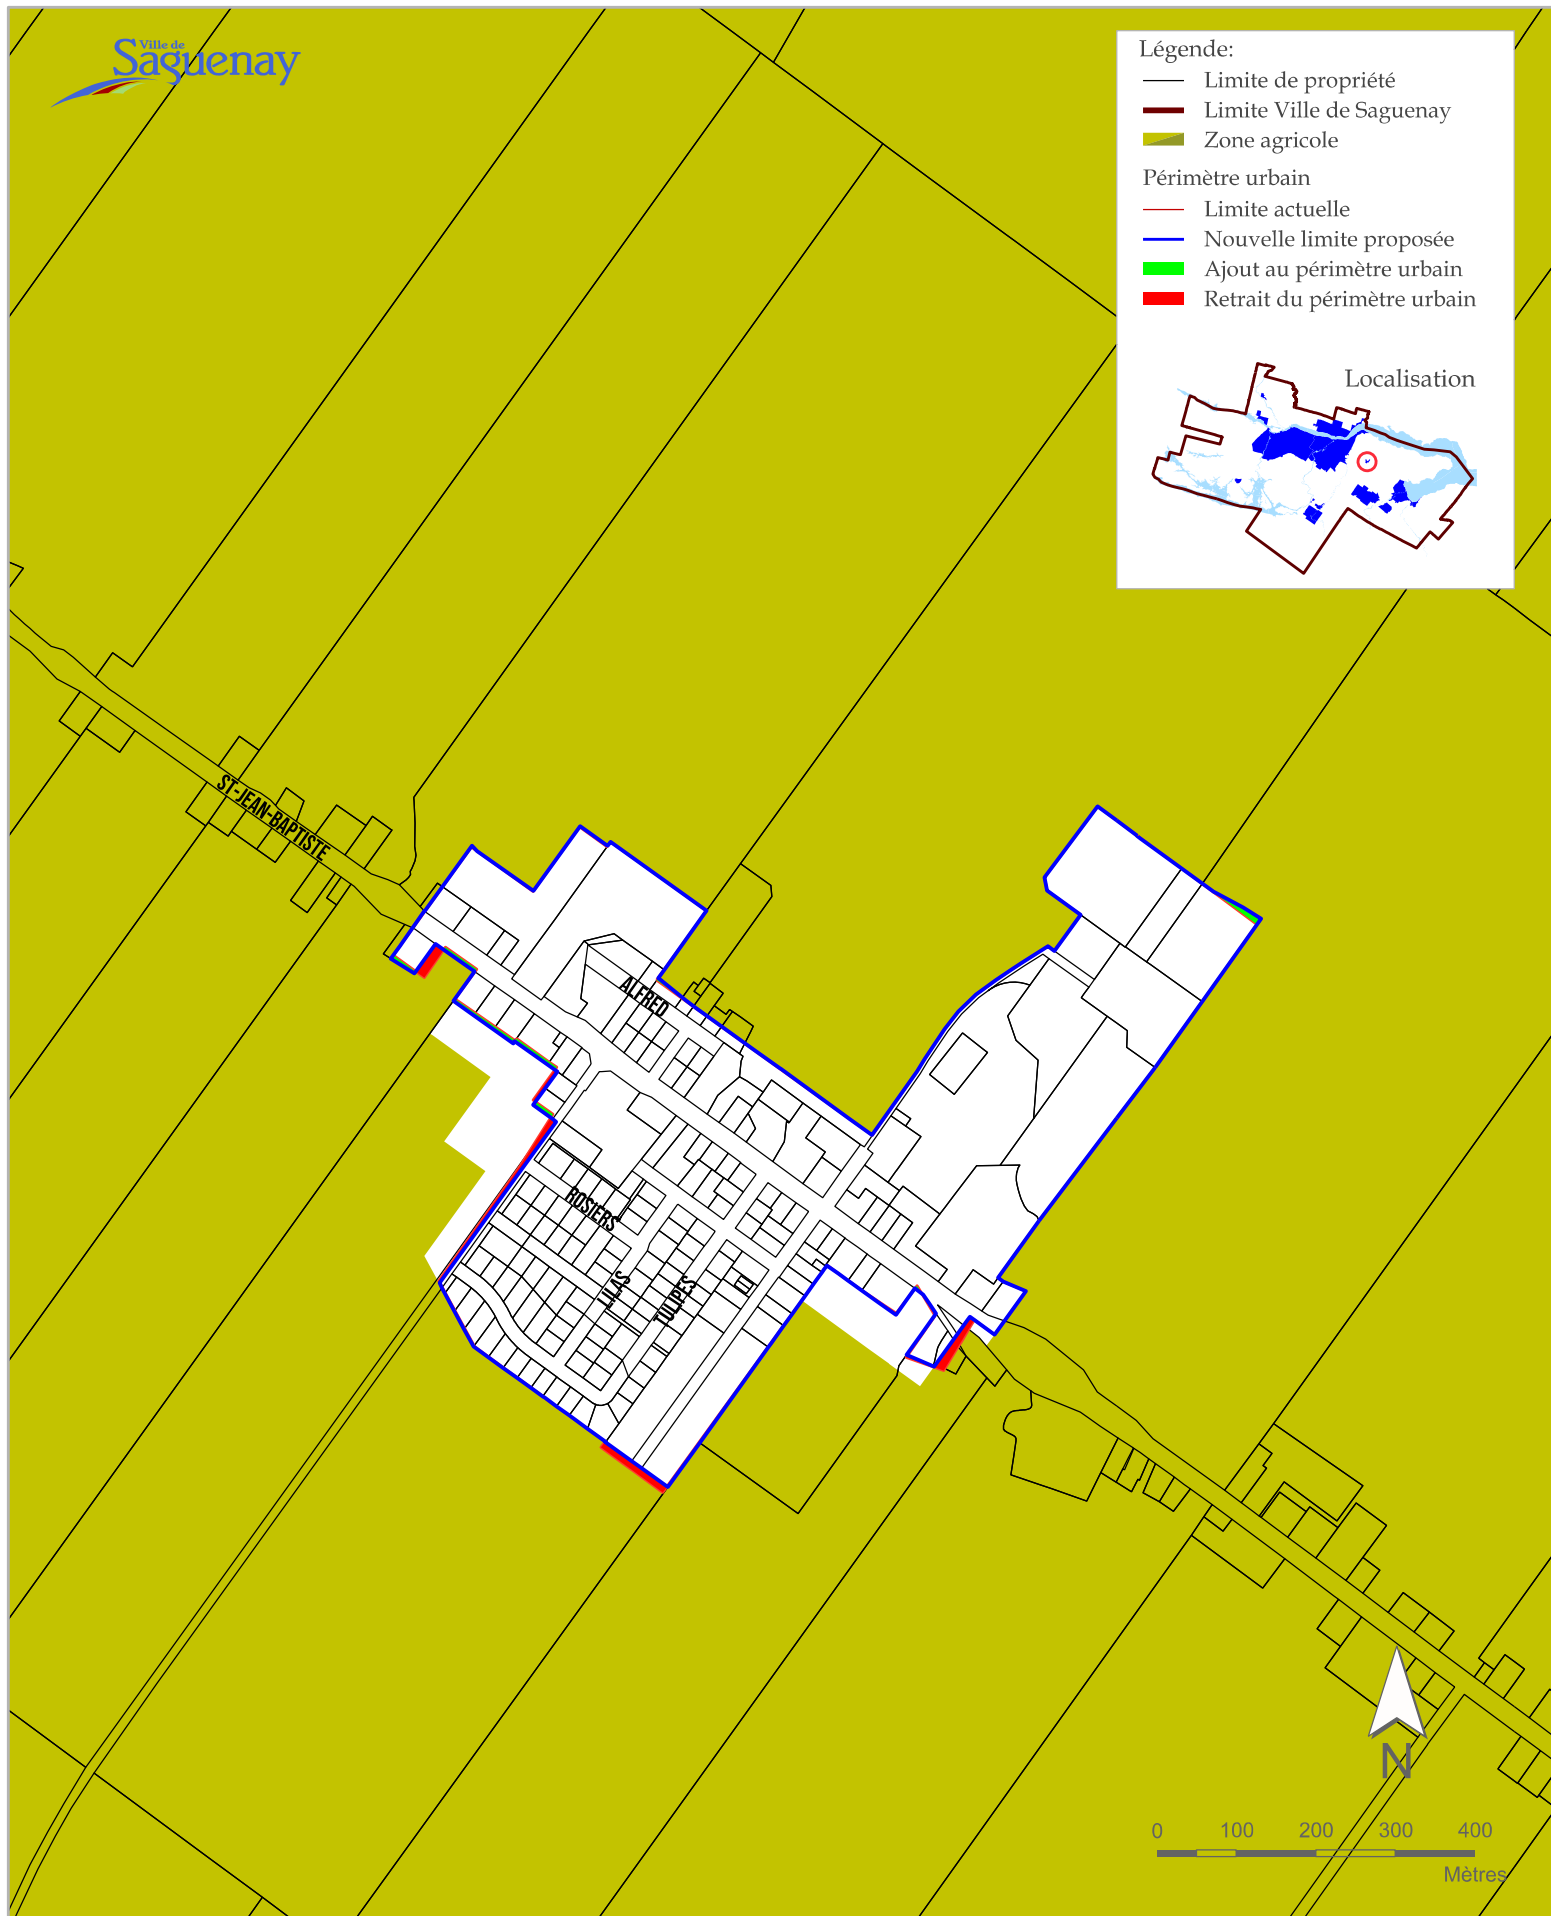 Ville de
Saguenay
Légende:
Limite de propriété
Limite Ville de Saguenay
Zone agricole
Périmètre urbain
Limite actuelle
Nouvelle limite proposée
Ajout au périmètre urbain
Retrait du périmètre urbain
Localisation
ST-JEAN-BAPTISTE
ALFRED
ROSIERS
LILAS
TULIPES
N
0 100 200 300 400
Mètres